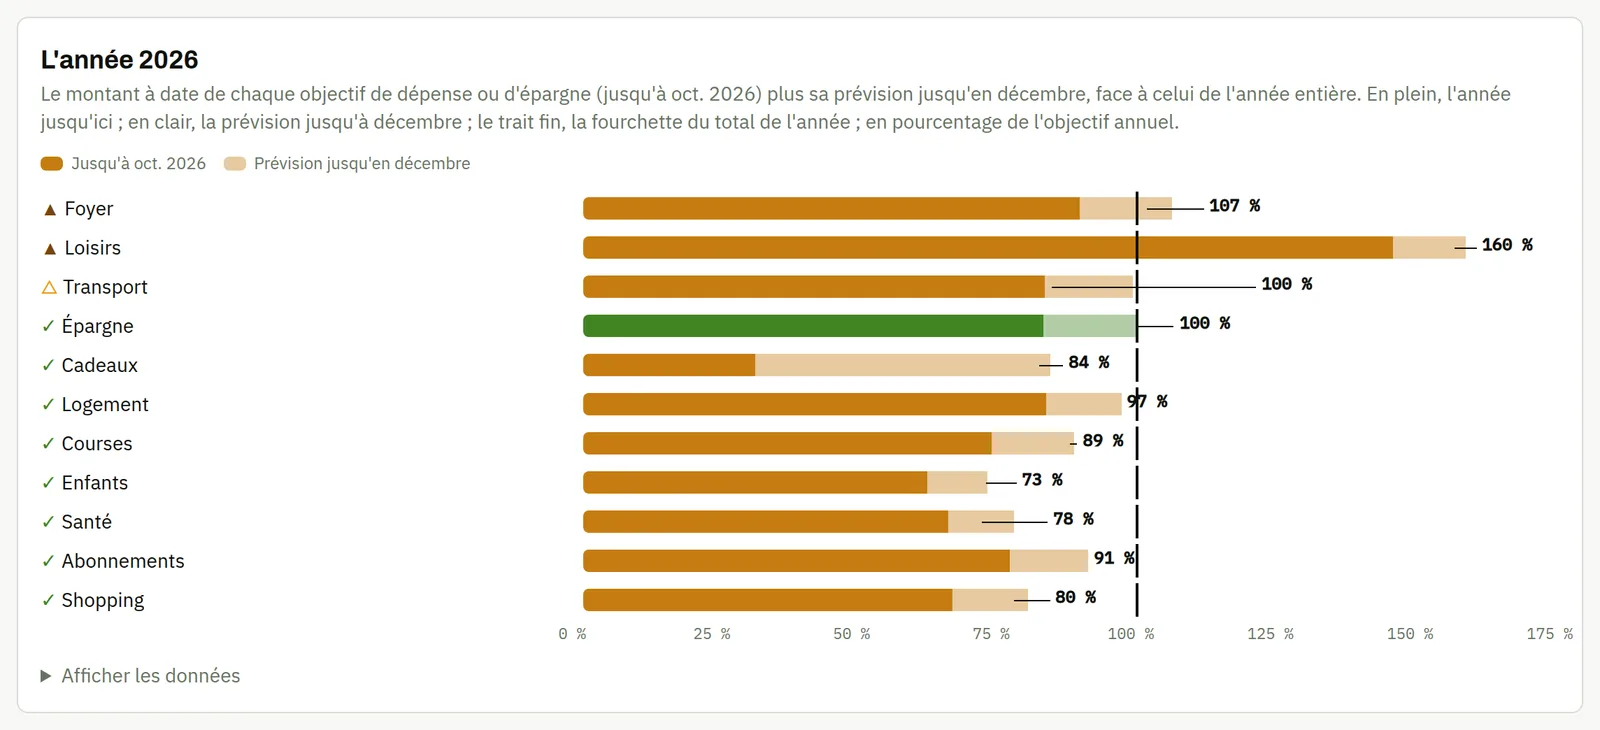 L'année 2026
Le montant à date de chaque objectif de dépense ou d'épargne (jusqu'à oct. 2026) plus sa prévision jusqu'en décembre, face à celui de l'année entière. En plein, l'année
jusqu'ici ; en clair, la prévision jusqu'à décembre ; le trait fin, la fourchette du total de l'année ; en pourcentage de l'objectif annuel.
Jusqu'à oct. 2026 Prévision jusqu'en décembre
▲ Foyer 107 %
▲ Loisirs 160 %
△ Transport 100 %
✓ Épargne 100 %
✓ Cadeaux 84 %
✓ Logement 97 %
✓ Courses 89 %
✓ Enfants 73 %
✓ Santé 78 %
✓ Abonnements 91 %
✓ Shopping 80 %
0 % 25 % 50 % 75 % 100 % 125 % 150 % 175 %
▶ Afficher les données